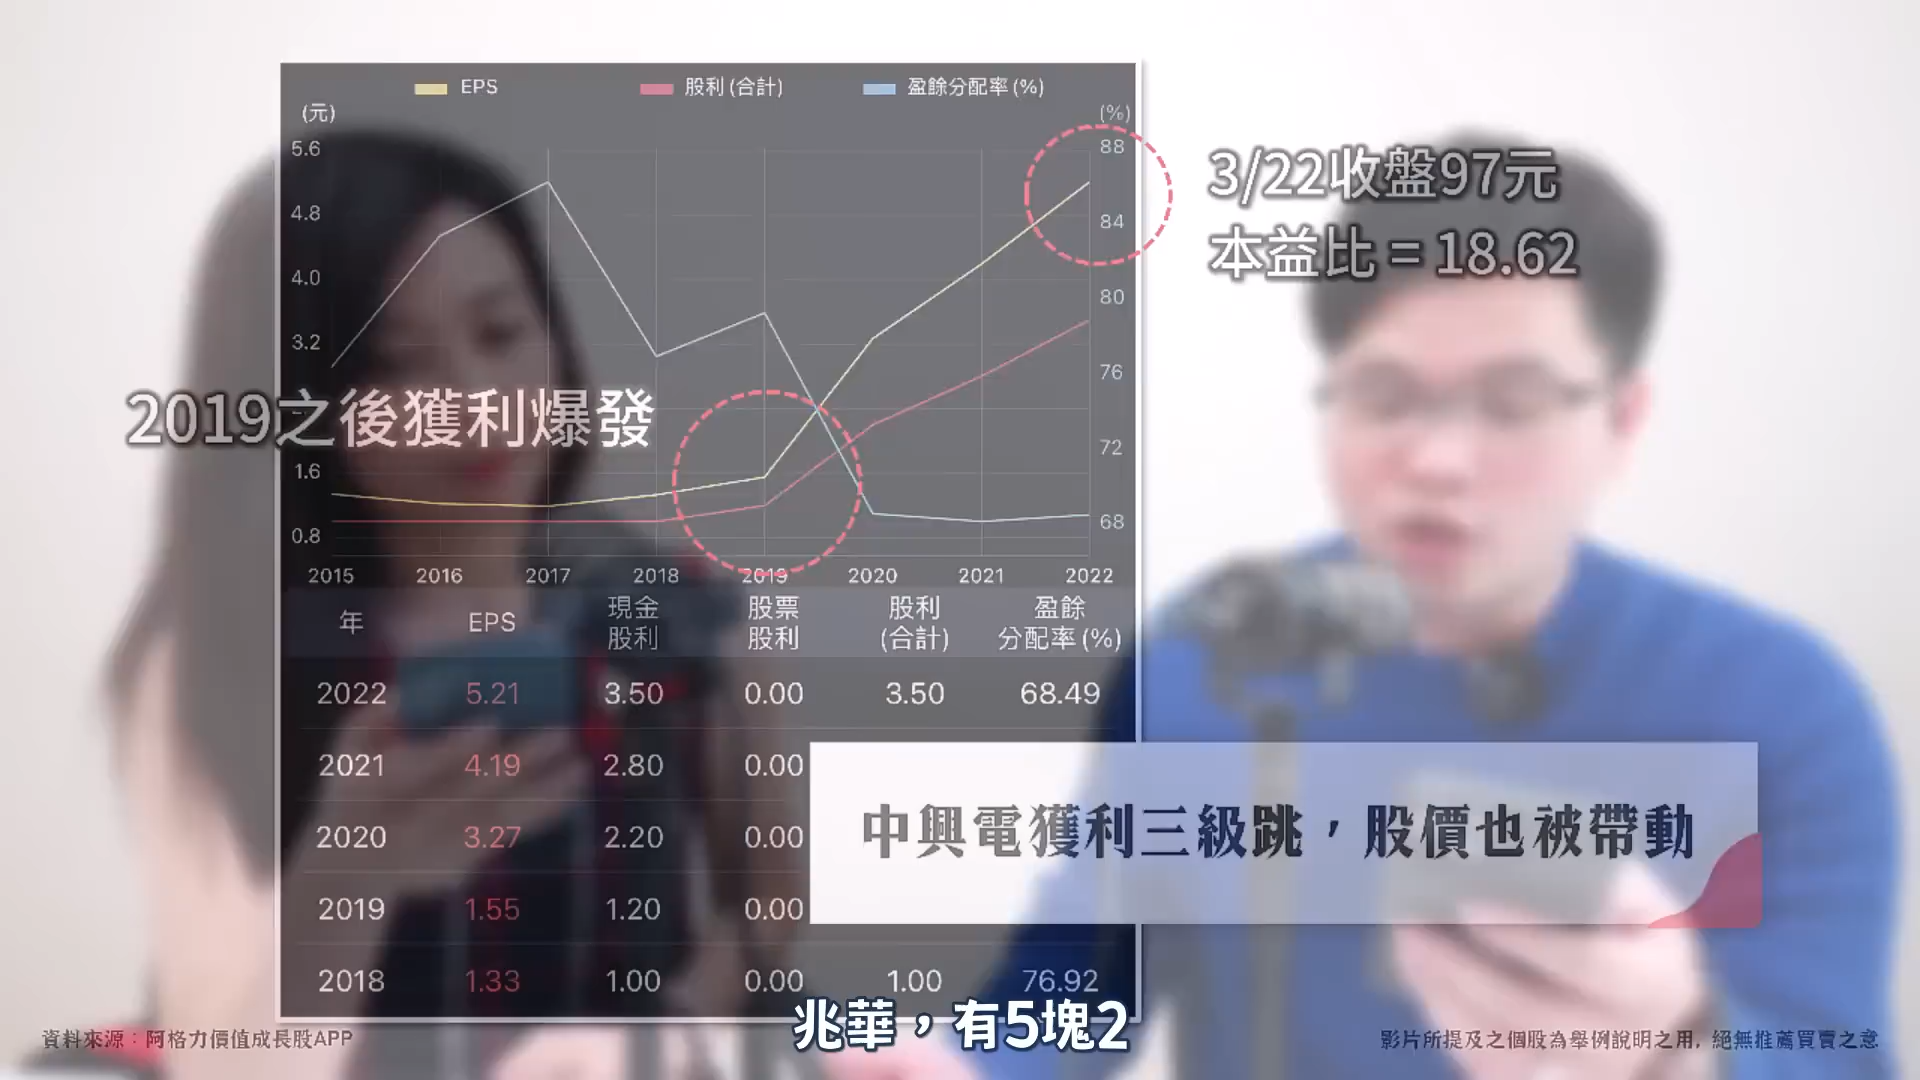 EPS 股利(合計) 盈餘分配率(%)
(元) (%)
5.6 88
4.8 84
4.0 80
3.2 76
72
1.6
0.8 68
2015 2016 2017 2018 2019 2020 2021 2022
3/22收盤97元
本益比 = 18.62
2019之後獲利爆發
年 EPS 現金股利 股票股利 股利(合計) 盈餘分配率(%)
2022 5.21 3.50 0.00 3.50 68.49
2021 4.19 2.80 0.00
2020 3.27 2.20 0.00
2019 1.55 1.20 0.00
2018 1.33 1.00 0.00 1.00 76.92
中興電獲利三級跳，股價也被帶動
兆華，有5塊2
資料來源：阿格力價值成長股APP
影片所提及之個股為舉例說明之用, 絕無推薦買賣之意